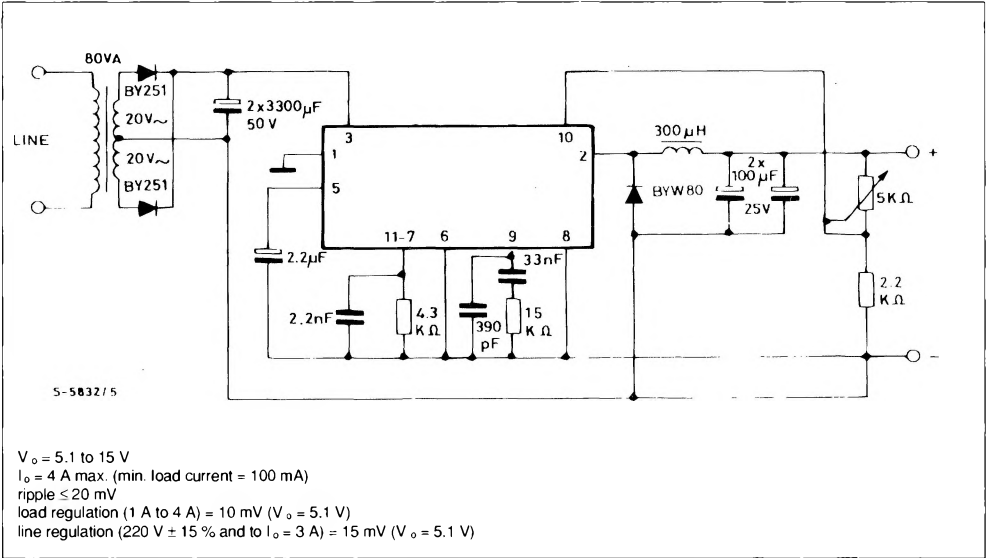 80VA
BY251
20V~
LINE
20V~
BY251
2x3300μF
50 V
3
10
1
5
2
11-7
6
9
8
300μH
2x
100μF
25V
BYW80
+
5KΩ
2.2μF
2.2nF
4.3
KΩ
390
pF
33nF
15
KΩ
2.2
KΩ
-
S-5832/5
V o = 5.1 to 15 V
I o = 4 A max. (min. load current = 100 mA)
ripple ≤ 20 mV
load regulation (1 A to 4 A) = 10 mV (V o = 5.1 V)
line regulation (220 V ± 15 % and to I o = 3 A) = 15 mV (V o = 5.1 V)